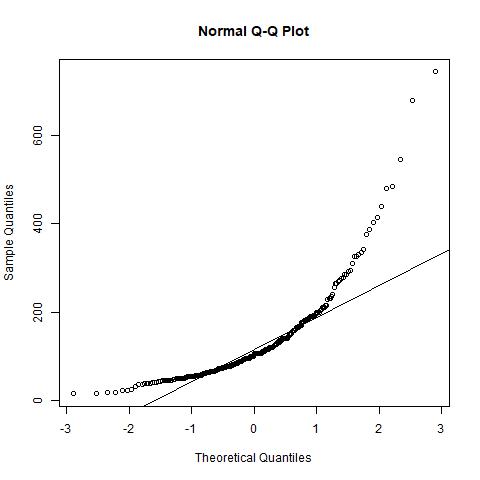 Normal Q-Q Plot
Sample Quantiles
600
400
200
0
-3 -2 -1 0 1 2 3
Theoretical Quantiles